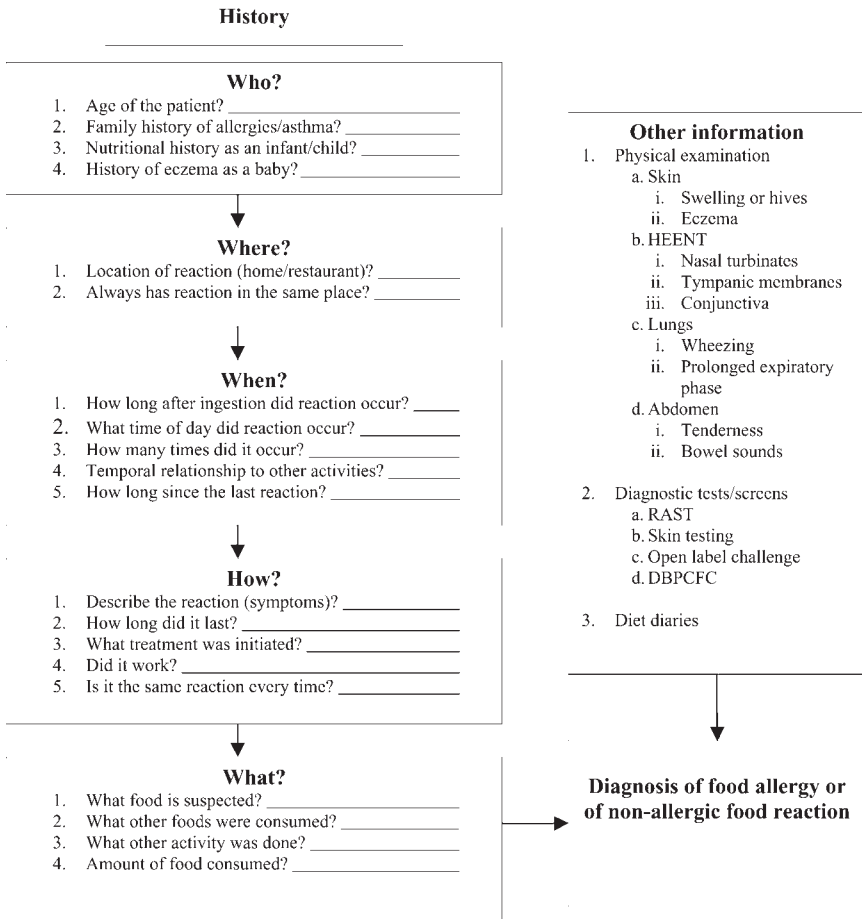 History
Who?
1. Age of the patient?
2. Family history of allergies/asthma?
3. Nutritional history as an infant/child?
4. History of eczema as a baby?
Where?
1. Location of reaction (home/restaurant)?
2. Always has reaction in the same place?
When?
1. How long after ingestion did reaction occur?
2. What time of day did reaction occur?
3. How many times did it occur?
4. Temporal relationship to other activities?
5. How long since the last reaction?
How?
1. Describe the reaction (symptoms)?
2. How long did it last?
3. What treatment was initiated?
4. Did it work?
5. Is it the same reaction every time?
What?
1. What food is suspected?
2. What other foods were consumed?
3. What other activity was done?
4. Amount of food consumed?
Other information
1. Physical examination
a. Skin
i. Swelling or hives
ii. Eczema
b. HEENT
i. Nasal turbinates
ii. Tympanic membranes
iii. Conjunctiva
c. Lungs
i. Wheezing
ii. Prolonged expiratory
phase
d. Abdomen
i. Tenderness
ii. Bowel sounds
2. Diagnostic tests/screens
a. RAST
b. Skin testing
c. Open label challenge
d. DBPCFC
3. Diet diaries
Diagnosis of food allergy or
of non-allergic food reaction